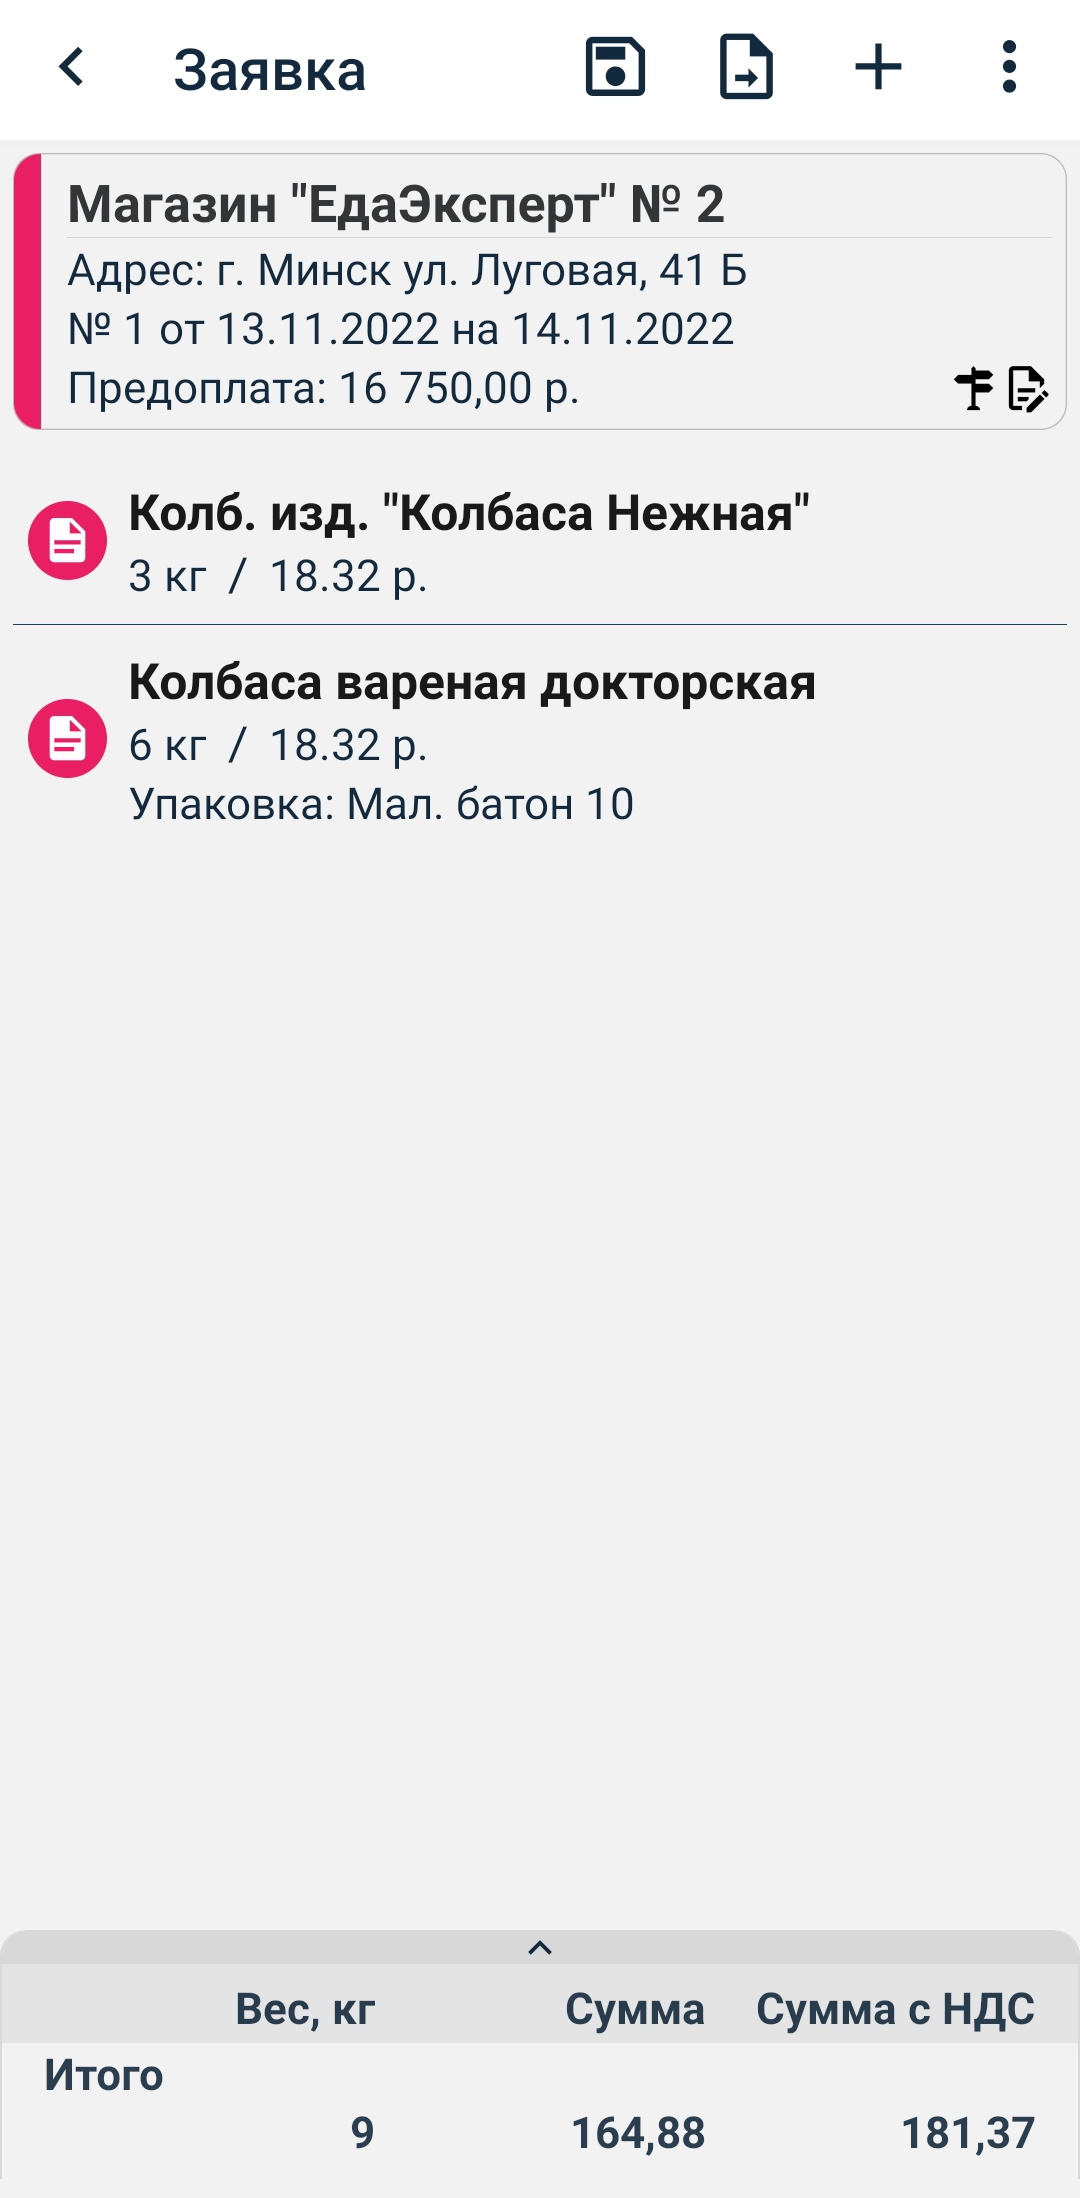 Заявка
Магазин "ЕдаЭксперт" № 2
Адрес: г. Минск ул. Луговая, 41 Б
№ 1 от 13.11.2022 на 14.11.2022
Предоплата: 16 750,00 р.
Колб. изд. "Колбаса Нежная"
3 кг / 18.32 р.
Колбаса вареная докторская
6 кг / 18.32 р.
Упаковка: Мал. батон 10
Вес, кг Сумма Сумма с НДС
Итого
9 164,88 181,37